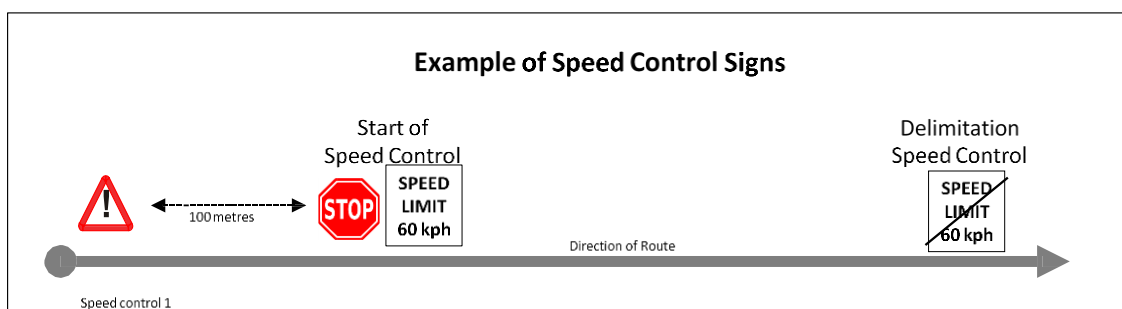 Example of Speed Control Signs
Start of
Speed Control
Delimitation
Speed Control
!
100 metres
STOP
SPEED
LIMIT
60 kph
SPEED
LIMIT
60 kph
Direction of Route
Speed control 1